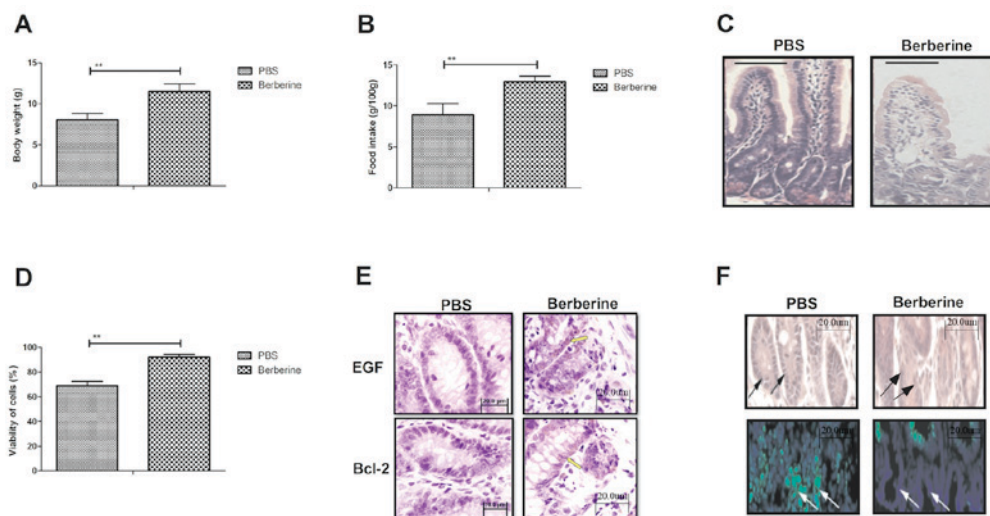 A
**
Body weight (g)
15
10
5
0
PBS
Berberine
B
**
Food intake (g/100g)
15
10
5
0
PBS
Berberine
C
PBS Berberine
D
**
Viability of cells (%)
100
80
60
40
20
0
PBS
Berberine
E
PBS Berberine
EGF
20.0um
Bcl-2
20.0um
F
PBS Berberine
20.0um 20.0um
20.0um 20.0um